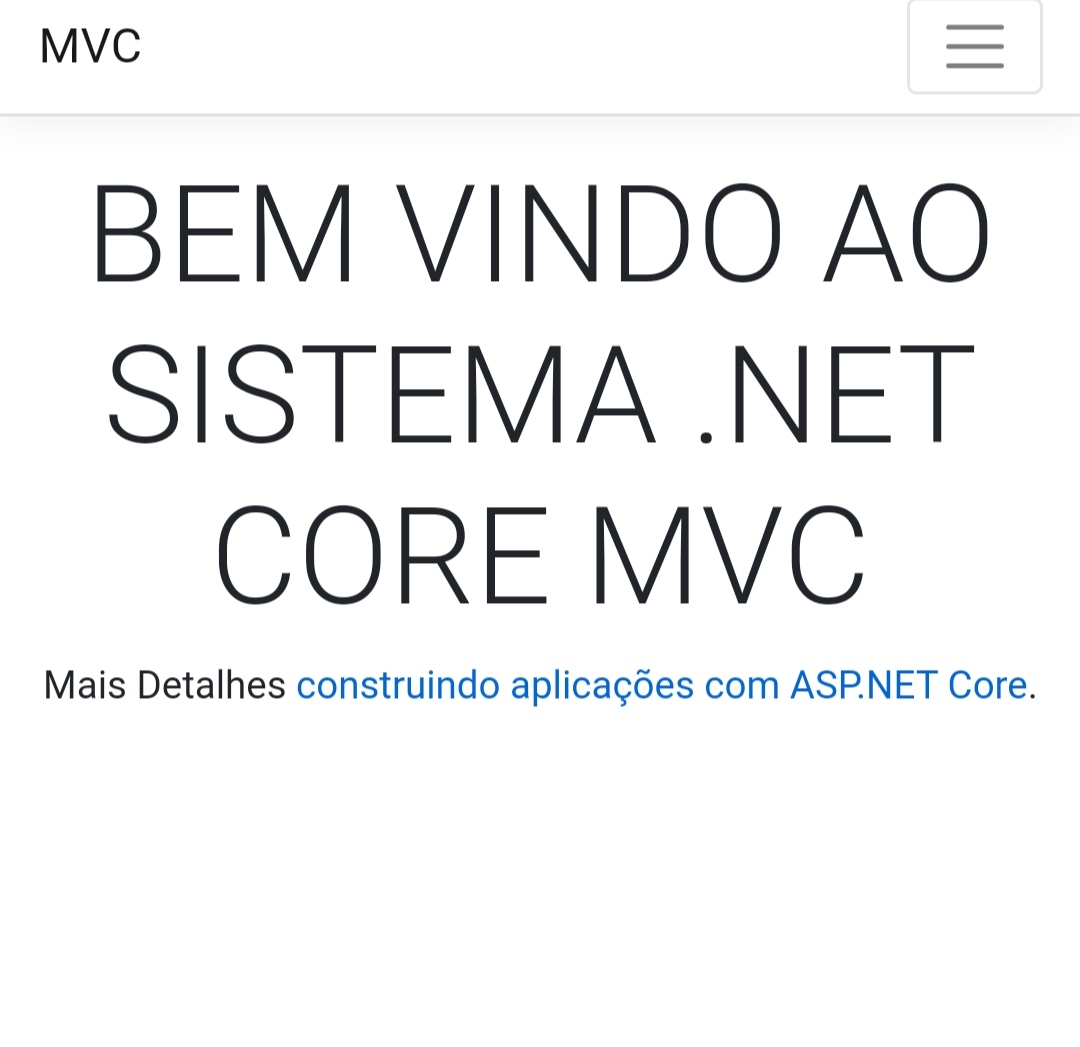 MVC
BEM VINDO AO
SISTEMA .NET
CORE MVC
Mais Detalhes construindo aplicações com ASP.NET Core.